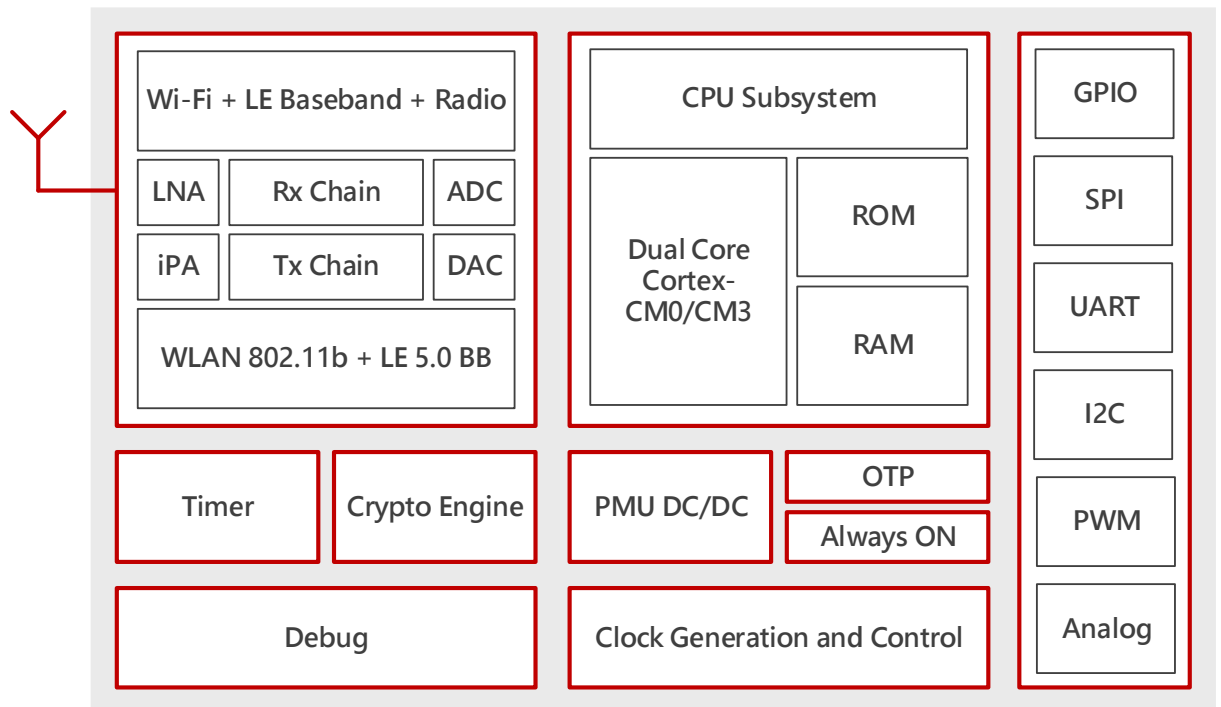 Wi-Fi + LE Baseband + Radio
LNA
Rx Chain
ADC
iPA
Tx Chain
DAC
WLAN 802.11b + LE 5.0 BB
CPU Subsystem
Dual Core
Cortex-
CM0/CM3
ROM
RAM
GPIO
SPI
UART
I2C
PWM
Analog
Timer
Crypto Engine
PMU DC/DC
OTP
Always ON
Debug
Clock Generation and Control